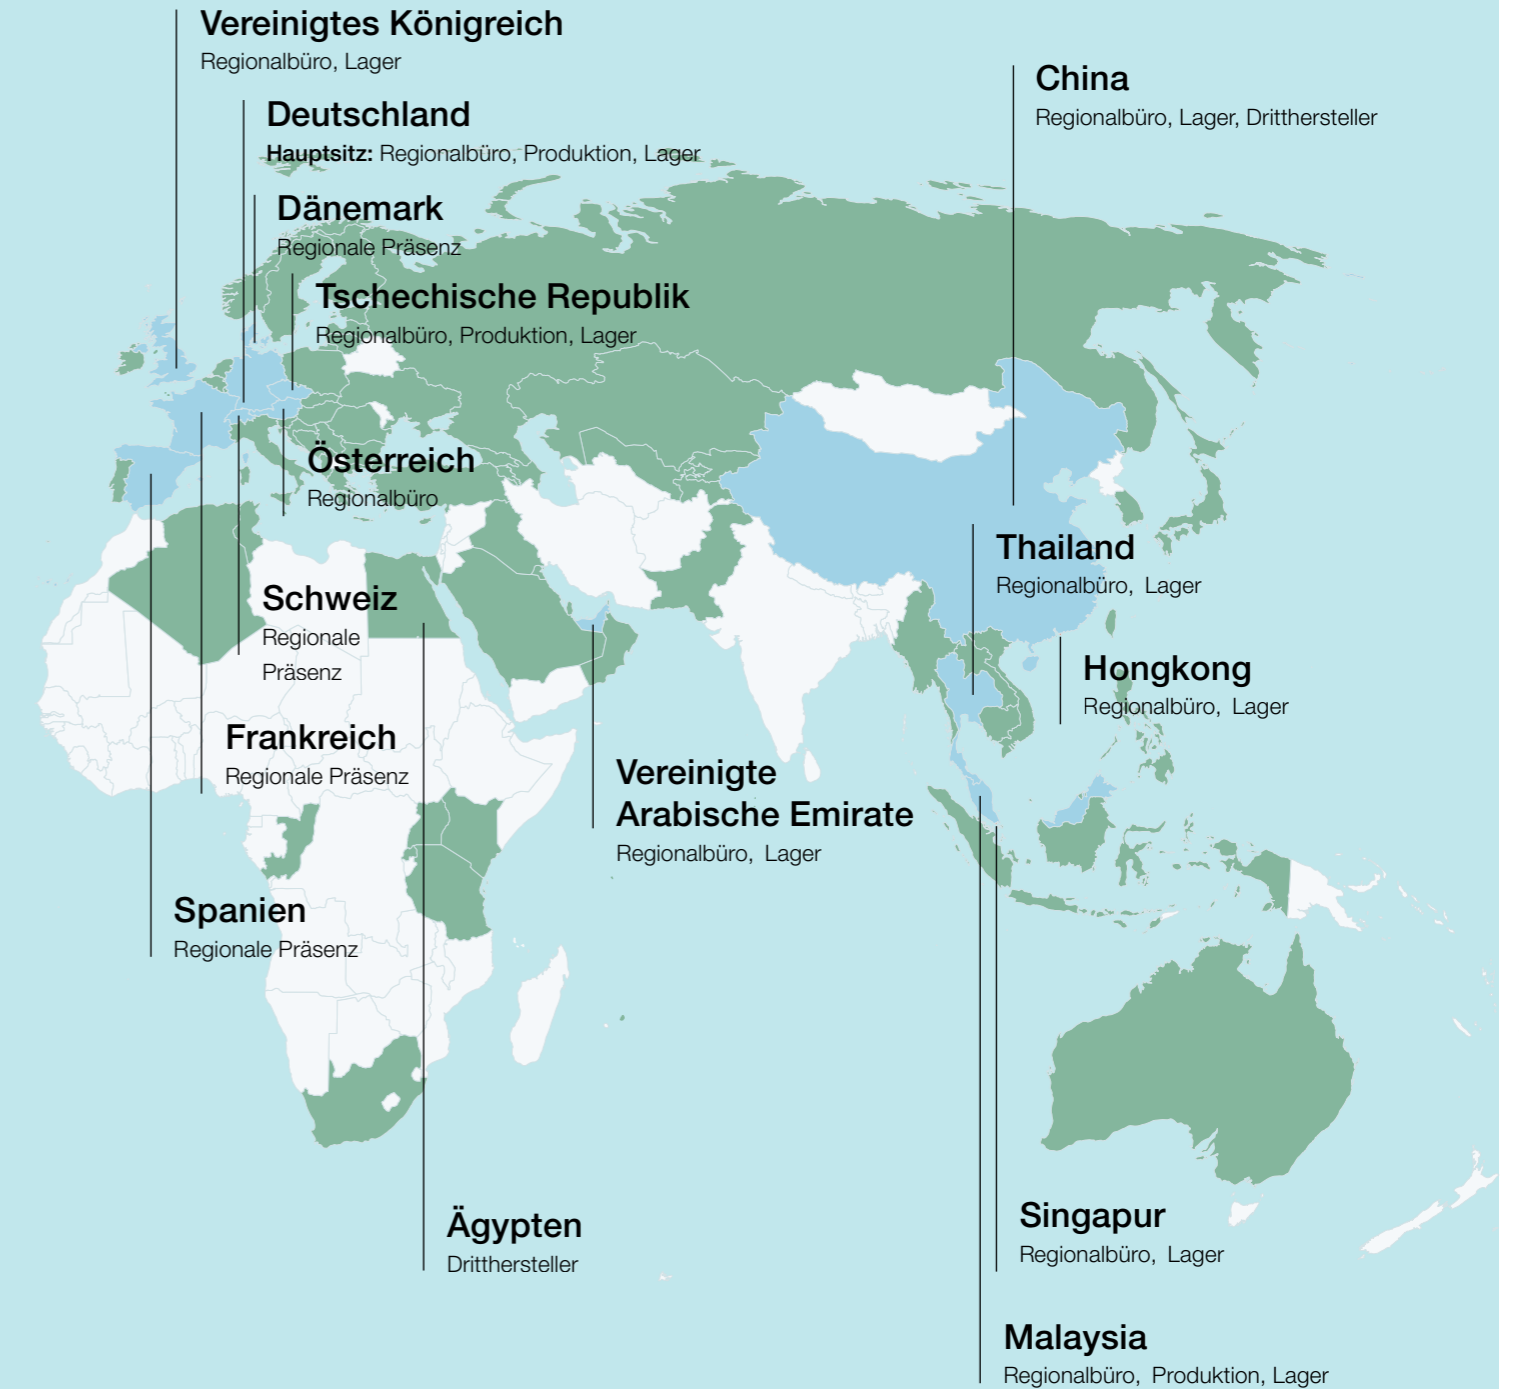 Vereinigtes Königreich
Regionalbüro, Lager
Deutschland
Hauptsitz: Regionalbüro, Produktion, Lager
Dänemark
Regionale Präsenz
Tschechische Republik
Regionalbüro, Produktion, Lager
China
Regionalbüro, Lager, Dritthersteller
Österreich
Regionalbüro
Thailand
Regionalbüro, Lager
Schweiz
Regionale
Präsenz
Hongkong
Regionalbüro, Lager
Frankreich
Regionale Präsenz
Vereinigte
Arabische Emirate
Regionalbüro, Lager
Spanien
Regionale Präsenz
Ägypten
Dritthersteller
Singapur
Regionalbüro, Lager
Malaysia
Regionalbüro, Produktion, Lager